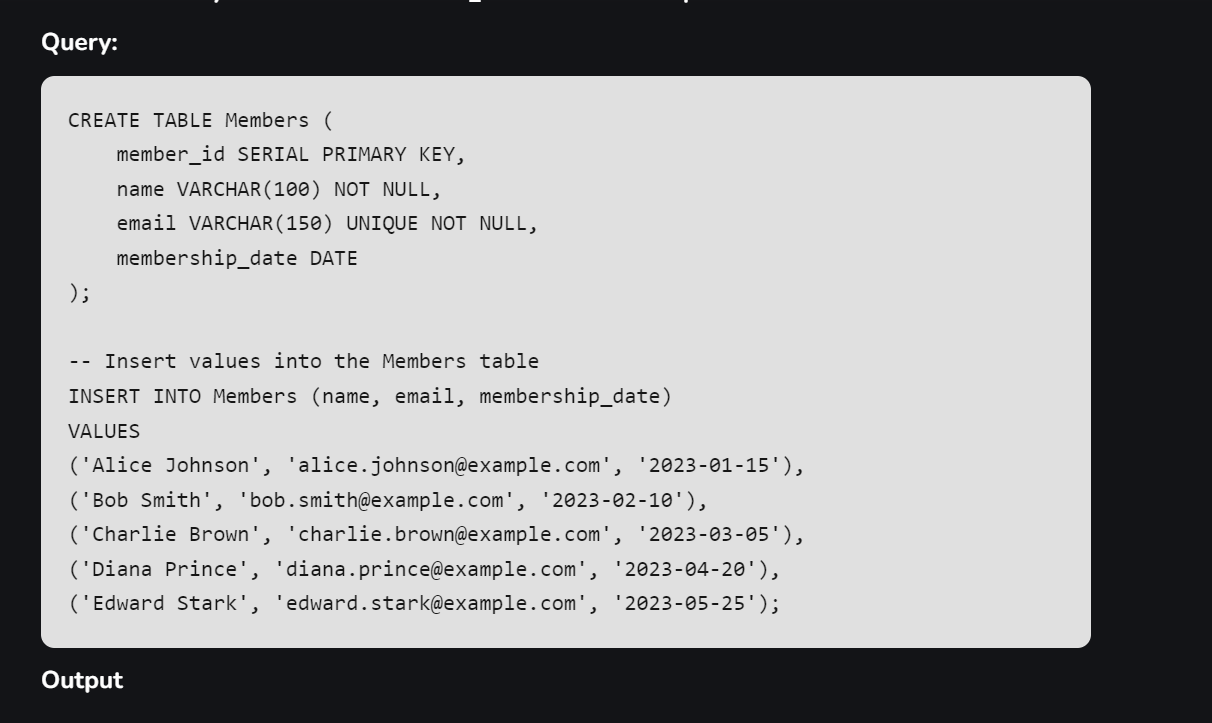 Query:
CREATE TABLE Members (
    member_id SERIAL PRIMARY KEY,
    name VARCHAR(100) NOT NULL,
    email VARCHAR(150) UNIQUE NOT NULL,
    membership_date DATE
);
-- Insert values into the Members table
INSERT INTO Members (name, email, membership_date)
VALUES
('Alice Johnson', 'alice.johnson@example.com', '2023-01-15'),
('Bob Smith', 'bob.smith@example.com', '2023-02-10'),
('Charlie Brown', 'charlie.brown@example.com', '2023-03-05'),
('Diana Prince', 'diana.prince@example.com', '2023-04-20'),
('Edward Stark', 'edward.stark@example.com', '2023-05-25');
Output